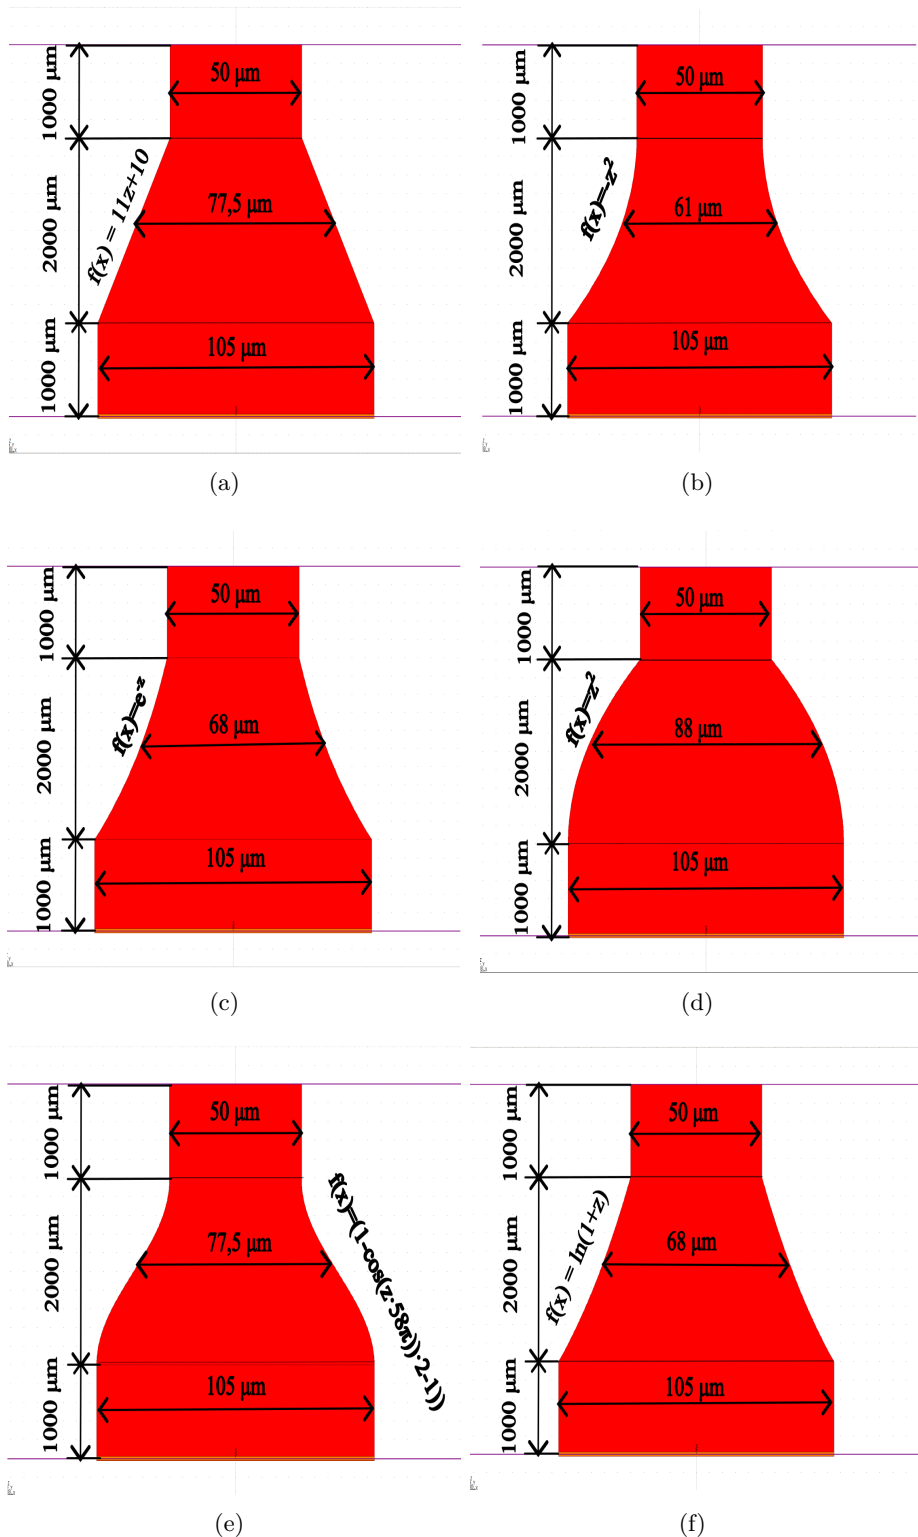 1000 µm
50 µm
f(x) = 11z+10
2000 µm
77,5 µm
1000 µm
105 µm
(a)
1000 µm
50 µm
f(x)=-z²
2000 µm
61 µm
1000 µm
105 µm
(b)
1000 µm
50 µm
f(x)=e⁻ᶻ
2000 µm
68 µm
1000 µm
105 µm
(c)
1000 µm
50 µm
f(x)=z²
2000 µm
88 µm
1000 µm
105 µm
(d)
1000 µm
50 µm
f(x)=(1-cos(z·58π))·2-1))
2000 µm
77,5 µm
1000 µm
105 µm
(e)
1000 µm
50 µm
f(x) = ln(1+z)
2000 µm
68 µm
1000 µm
105 µm
(f)